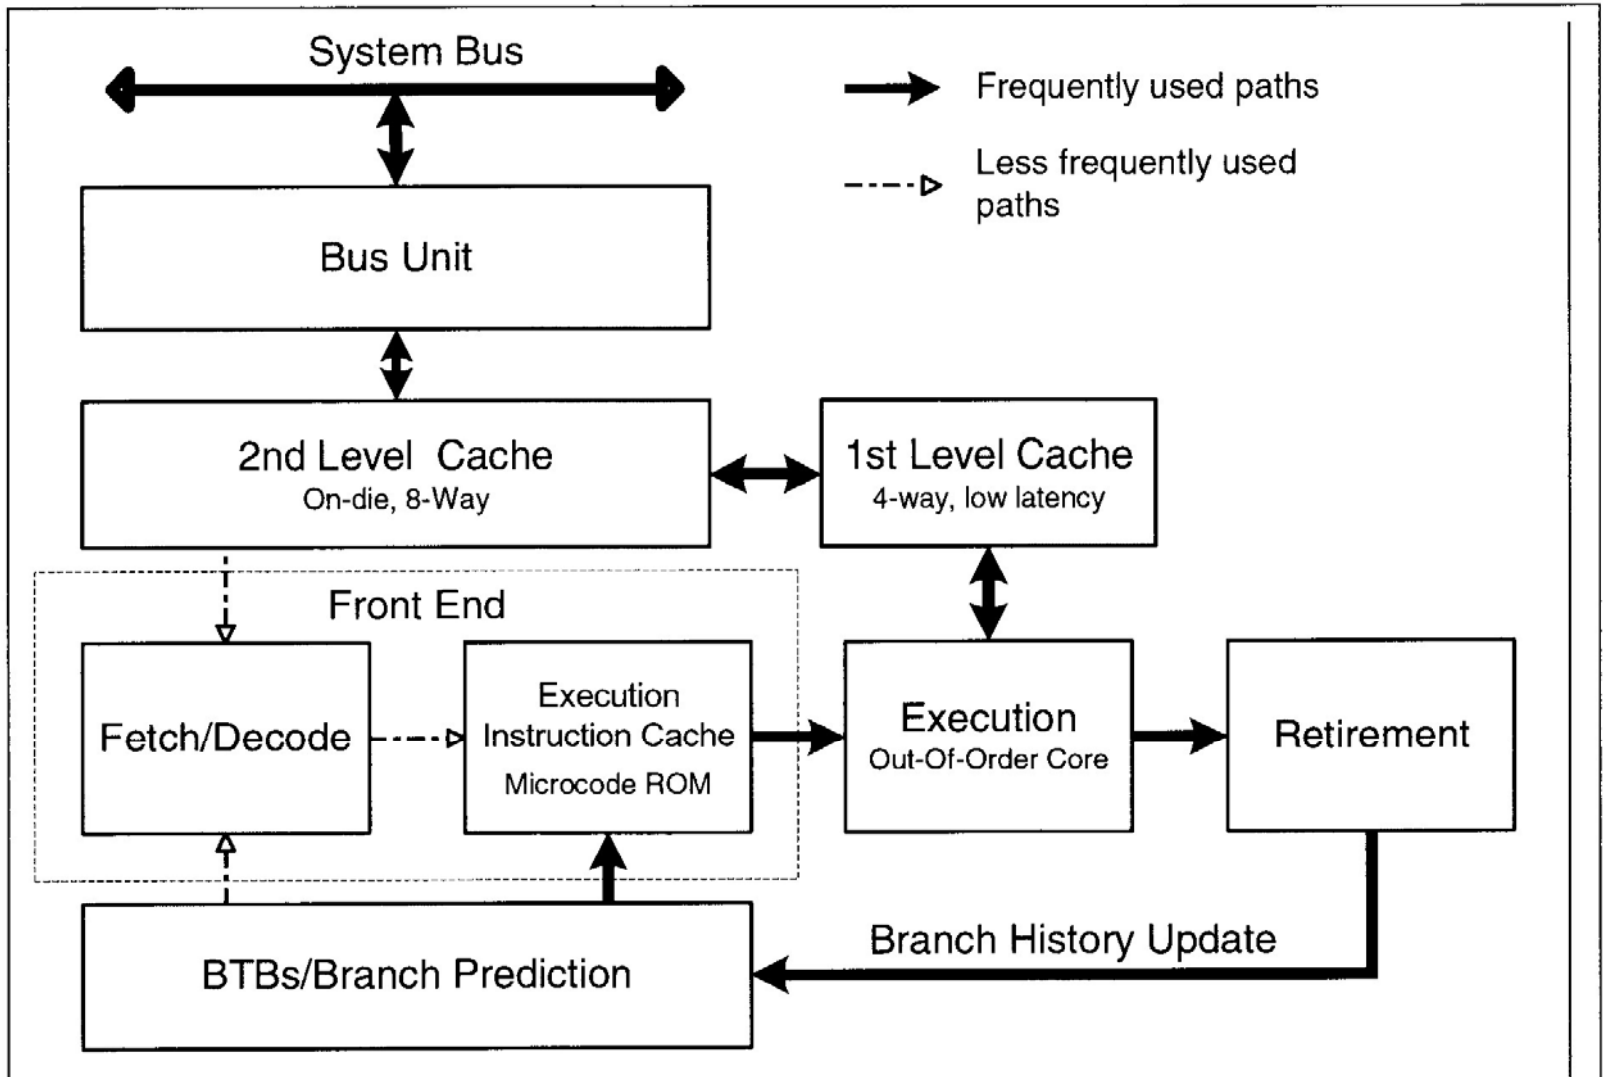 System Bus
Frequently used paths
Less frequently used
paths
Bus Unit
2nd Level Cache
On-die, 8-Way
1st Level Cache
4-way, low latency
Front End
Fetch/Decode
Execution
Instruction Cache
Microcode ROM
Execution
Out-Of-Order Core
Retirement
Branch History Update
BTBs/Branch Prediction